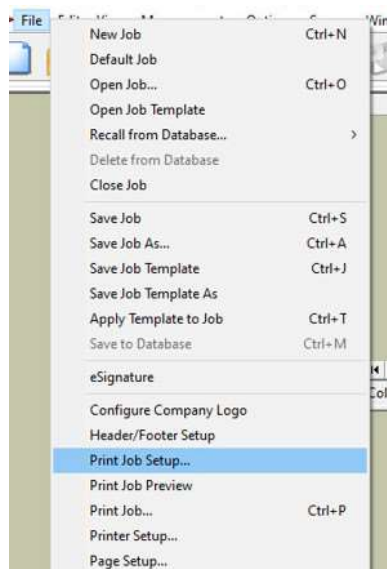 File
New Job Ctrl+N
Default Job
Open Job... Ctrl+O
Open Job Template
Recall from Database...
Delete from Database
Close Job
Save Job Ctrl+S
Save Job As... Ctrl+A
Save Job Template Ctrl+J
Save Job Template As
Apply Template to Job Ctrl+T
Save to Database Ctrl+M
eSignature
Configure Company Logo
Header/Footer Setup
Print Job Setup...
Print Job Preview
Print Job... Ctrl+P
Printer Setup...
Page Setup...